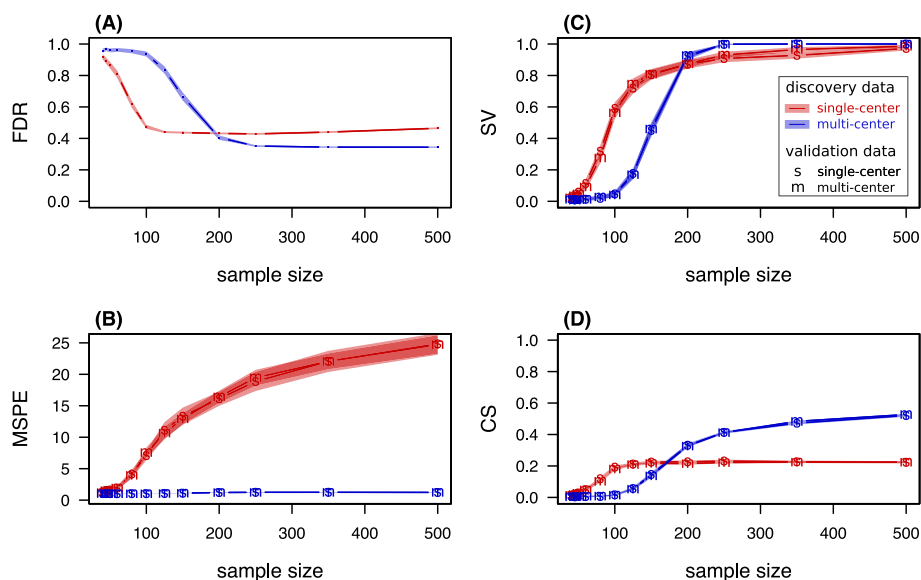 (A)
FDR
1.0
0.8
0.6
0.4
0.2
0.0
100 200 300 400 500
sample size
(C)
SV
1.0
0.8
0.6
0.4
0.2
0.0
discovery data
single-center
multi-center
validation data
s single-center
m multi-center
100 200 300 400 500
sample size
(B)
MSPE
25
20
15
10
5
1
100 200 300 400 500
sample size
(D)
CS
1.0
0.8
0.6
0.4
0.2
0.0
100 200 300 400 500
sample size